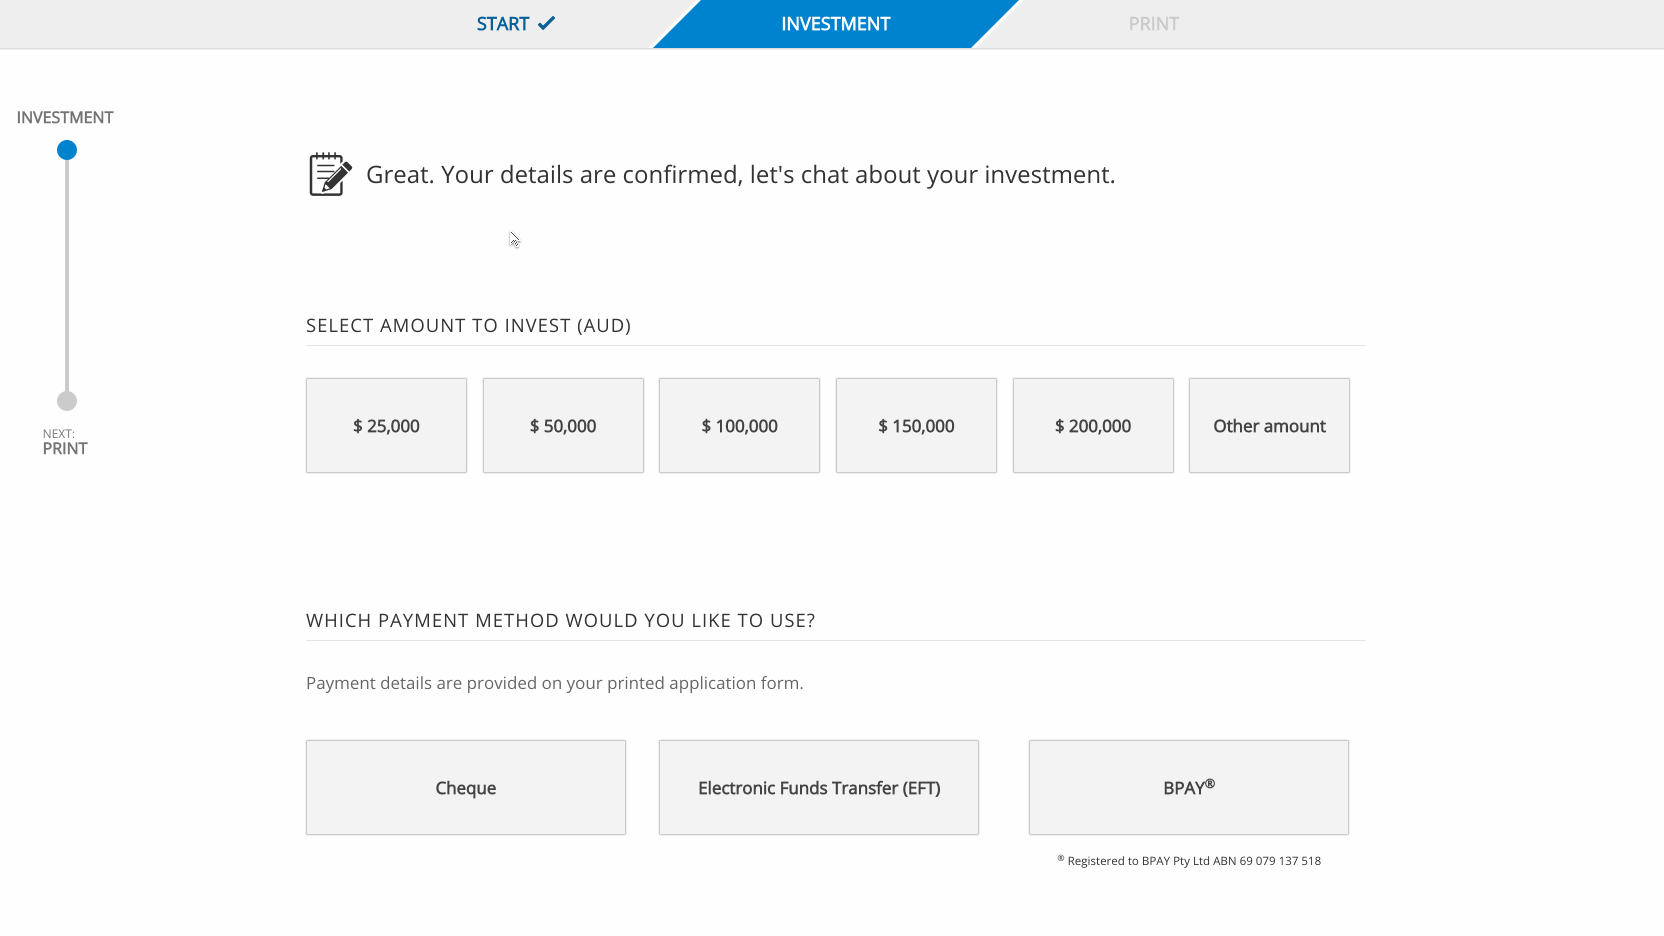 START
INVESTMENT
PRINT
INVESTMENT
NEXT:
PRINT
Great. Your details are confirmed, let's chat about your investment.
SELECT AMOUNT TO INVEST (AUD)
$ 25,000
$ 50,000
$ 100,000
$ 150,000
$ 200,000
Other amount
WHICH PAYMENT METHOD WOULD YOU LIKE TO USE?
Payment details are provided on your printed application form.
Cheque
Electronic Funds Transfer (EFT)
BPAY®
® Registered to BPAY Pty Ltd ABN 69 079 137 518